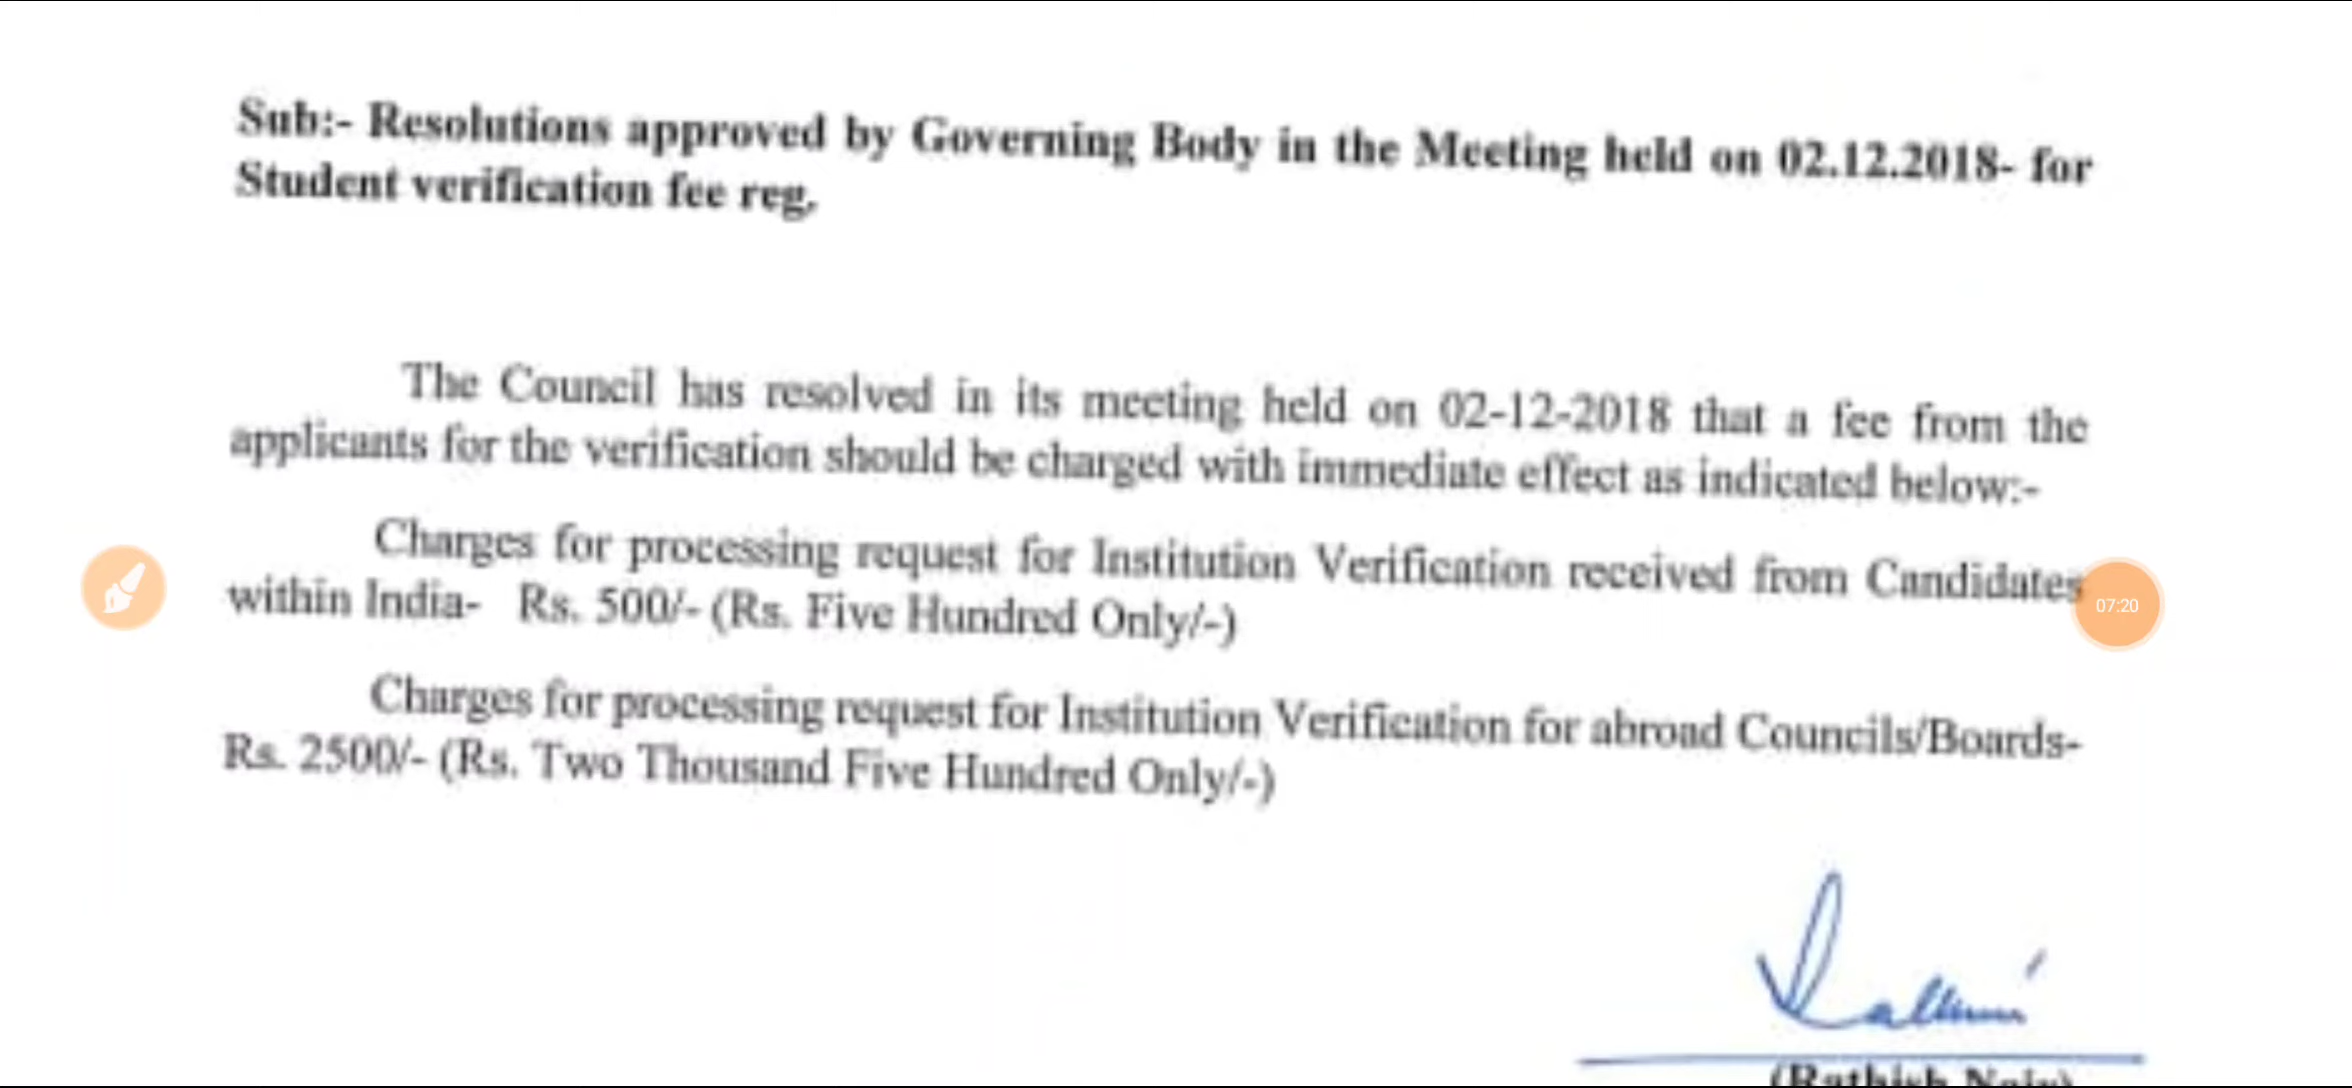 Sub:- Resolutions approved by Governing Body in the Meeting held on 02.12.2018- for
Student verification fee reg.
The Council has resolved in its meeting held on 02-12-2018 that a fee from the
applicants for the verification should be charged with immediate effect as indicated below:-
Charges for processing request for Institution Verification received from Candidates
within India- Rs. 500/- (Rs. Five Hundred Only/-)
07:20
Charges for processing request for Institution Verification for abroad Councils/Boards-
Rs. 2500/- (Rs. Two Thousand Five Hundred Only/-)